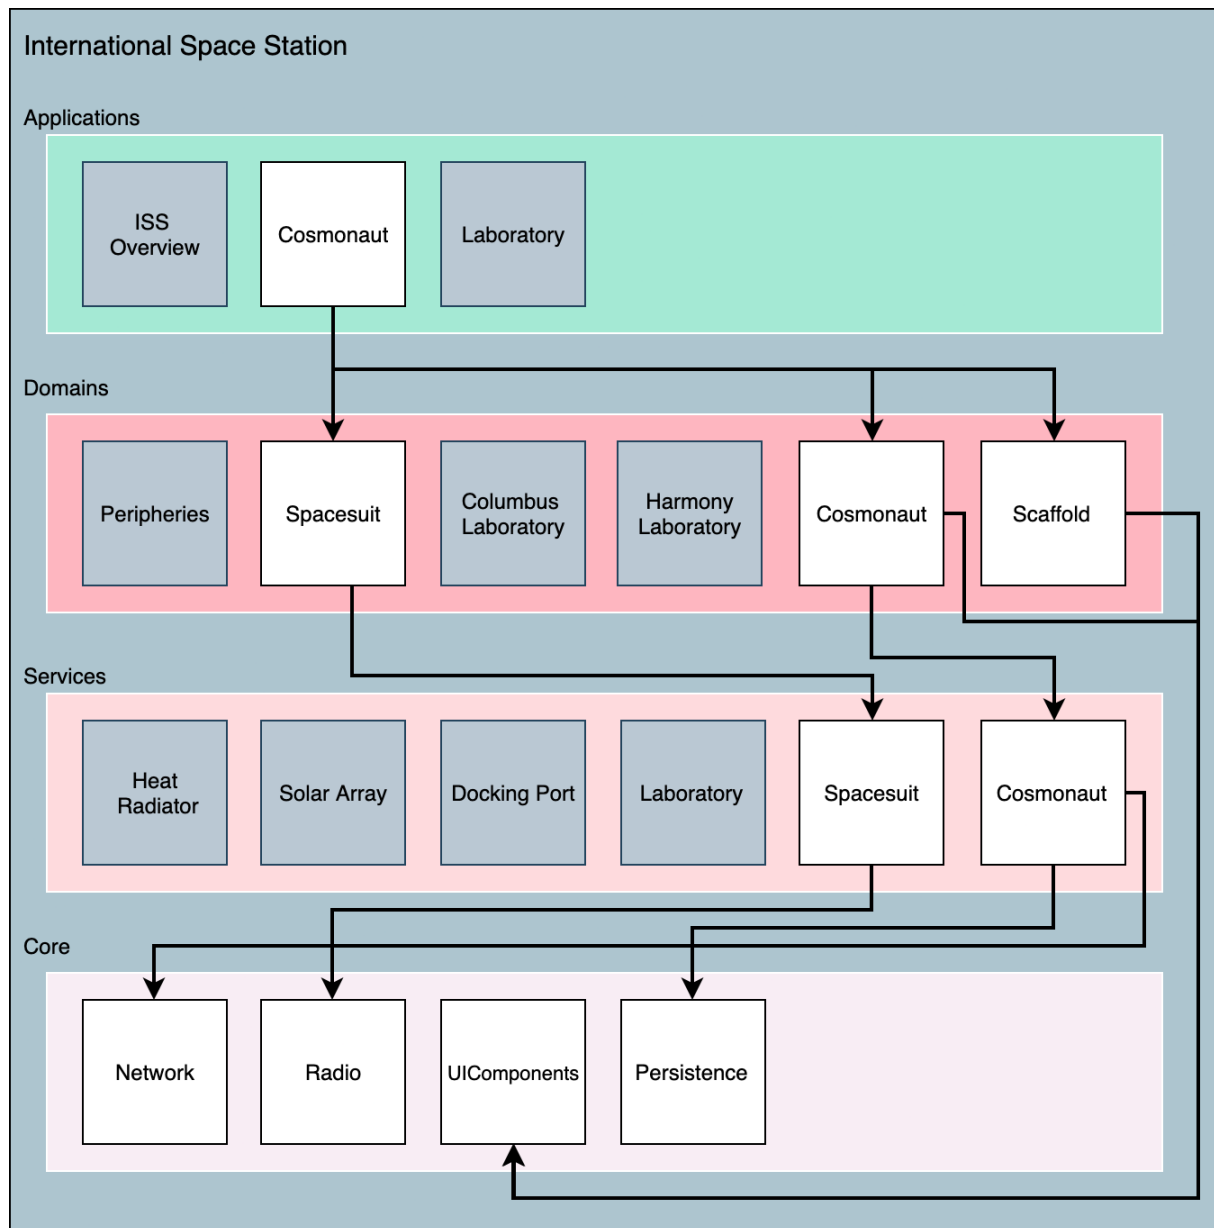 International Space Station
Applications
ISS
Overview
Cosmonaut
Laboratory
Domains
Peripheries
Spacesuit
Columbus
Laboratory
Harmony
Laboratory
Cosmonaut
Scaffold
Services
Heat
Radiator
Solar Array
Docking Port
Laboratory
Spacesuit
Cosmonaut
Core
Network
Radio
UIComponents
Persistence